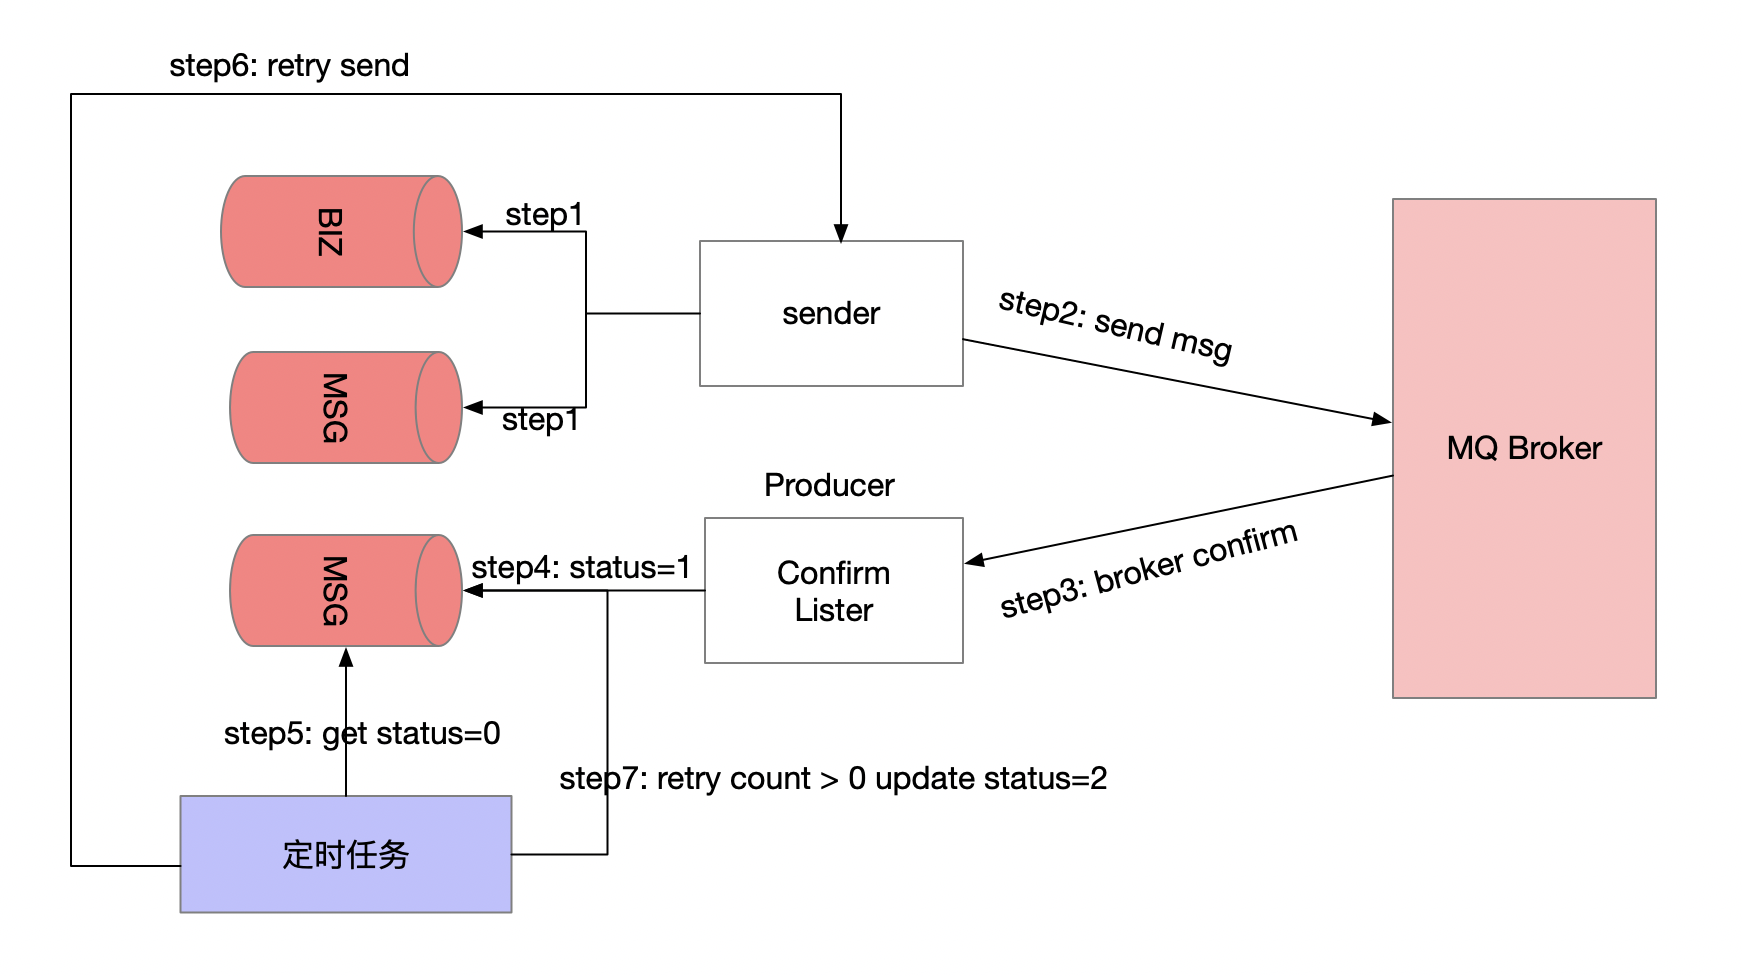 step6: retry send
BIZ
step1
sender
step2: send msg
MSG
step1
MQ Broker
Producer
MSG
step4: status=1
Confirm
Lister
step3: broker confirm
step5: get status=0
step7: retry count > 0 update status=2
定时任务